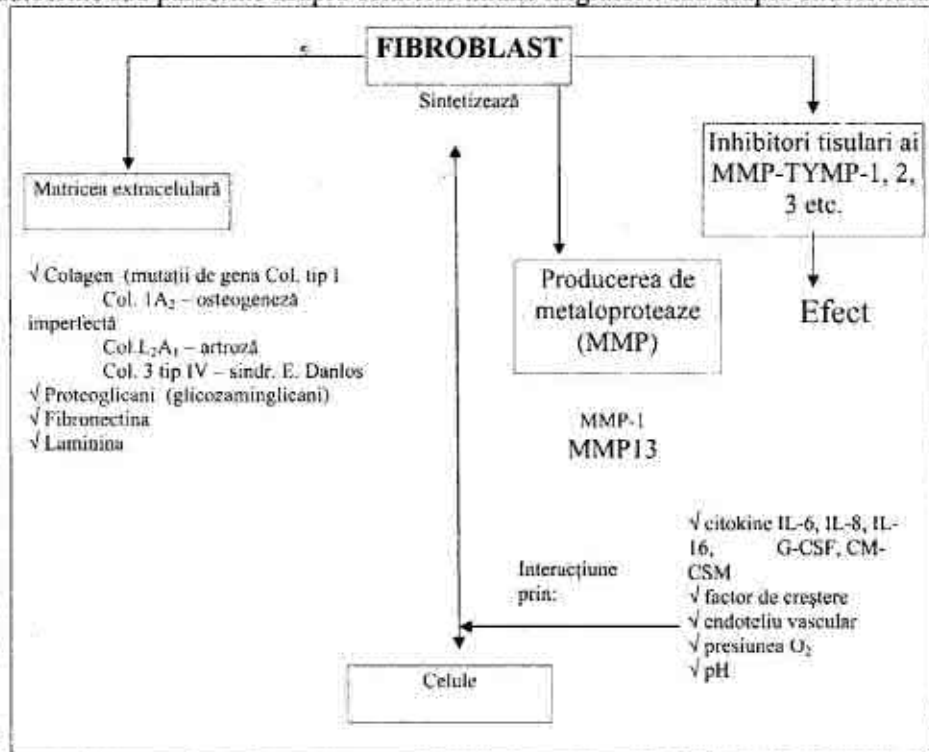 FIBROBLAST
Sintetizează
Matricea extracelulară
Inhibitori tisulari ai
MMP-TYMP-1, 2,
3 etc.
√ Colagen (mutații de gena Col. tip I
Col. 1A₂ – osteogeneză
imperfectă
Col.L₂A₁ – artroză
Col. 3 tip IV – sindr. E. Danlos
√ Proteoglicani (glicozaminglicani)
√ Fibronectina
√ Laminina
Producerea de
metaloproteaze
(MMP)
Efect
MMP-1
MMP13
√ citokine IL-6, IL-8, IL-
16, G-CSF, CM-
CSM
√ factor de creștere
√ endoteliu vascular
√ presiunea O₂
√ pH
Interacțiune
prin:
Celule